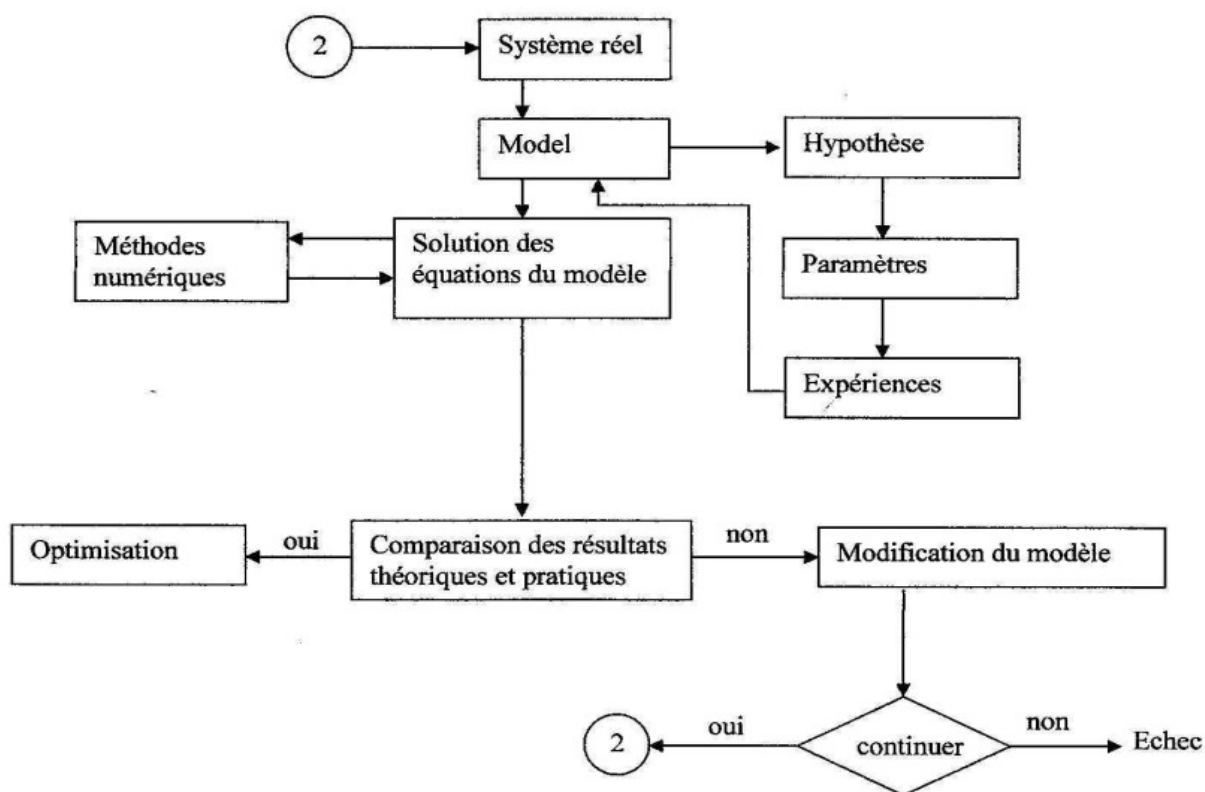 2
Système réel
Model
Hypothèse
Méthodes
numériques
Solution des
équations du modèle
Paramètres
Expériences
Optimisation
oui
Comparaison des résultats
théoriques et pratiques
non
Modification du modèle
2
oui
continuer
non
Echec